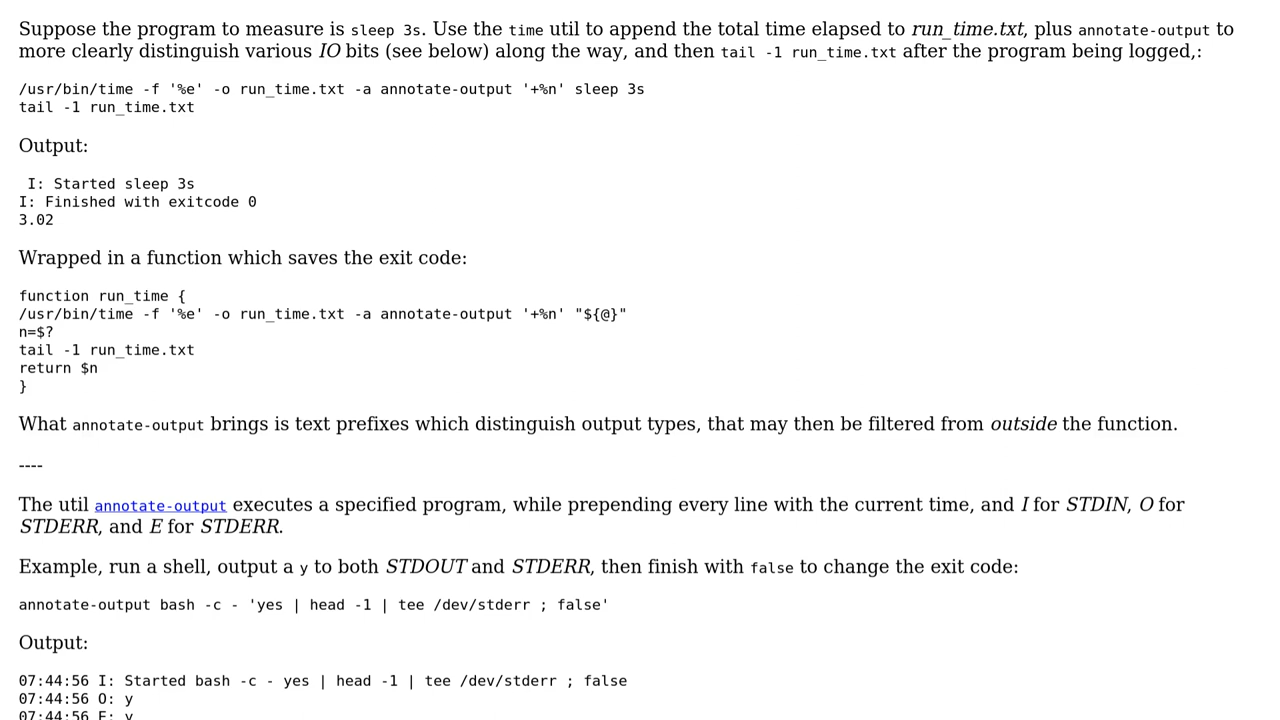 Suppose the program to measure is sleep 3s. Use the time util to append the total time elapsed to run_time.txt, plus annotate-output to
more clearly distinguish various IO bits (see below) along the way, and then tail -1 run_time.txt after the program being logged,:
/usr/bin/time -f '%e' -o run_time.txt -a annotate-output '+%n' sleep 3s
tail -1 run_time.txt
Output:
I: Started sleep 3s
I: Finished with exitcode 0
3.02
Wrapped in a function which saves the exit code:
function run_time {
/usr/bin/time -f '%e' -o run_time.txt -a annotate-output '+%n' "${@}"
n=$?
tail -1 run_time.txt
return $n
}
What annotate-output brings is text prefixes which distinguish output types, that may then be filtered from outside the function.
----
The util annotate-output executes a specified program, while prepending every line with the current time, and I for STDIN, O for
STDERR, and E for STDERR.
Example, run a shell, output a y to both STDOUT and STDERR, then finish with false to change the exit code:
annotate-output bash -c - 'yes | head -1 | tee /dev/stderr ; false'
Output:
07:44:56 I: Started bash -c - yes | head -1 | tee /dev/stderr ; false
07:44:56 O: y
07:44:56 E: y